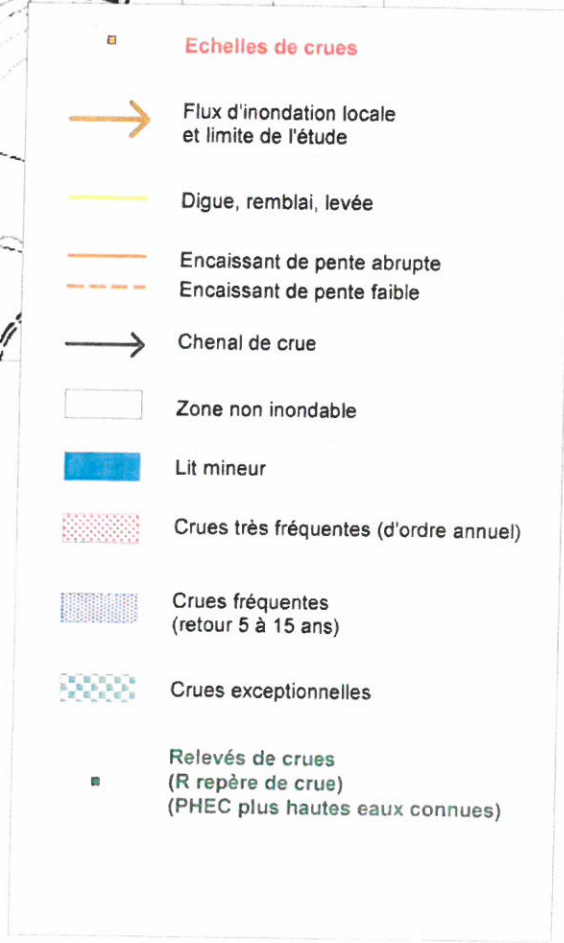 Echelles de crues
Flux d'inondation locale
et limite de l'étude
Digue, remblai, levée
Encaissant de pente abrupte
Encaissant de pente faible
Chenal de crue
Zone non inondable
Lit mineur
Crues très fréquentes (d'ordre annuel)
Crues fréquentes
(retour 5 à 15 ans)
Crues exceptionnelles
Relevés de crues
(R repère de crue)
(PHEC plus hautes eaux connues)